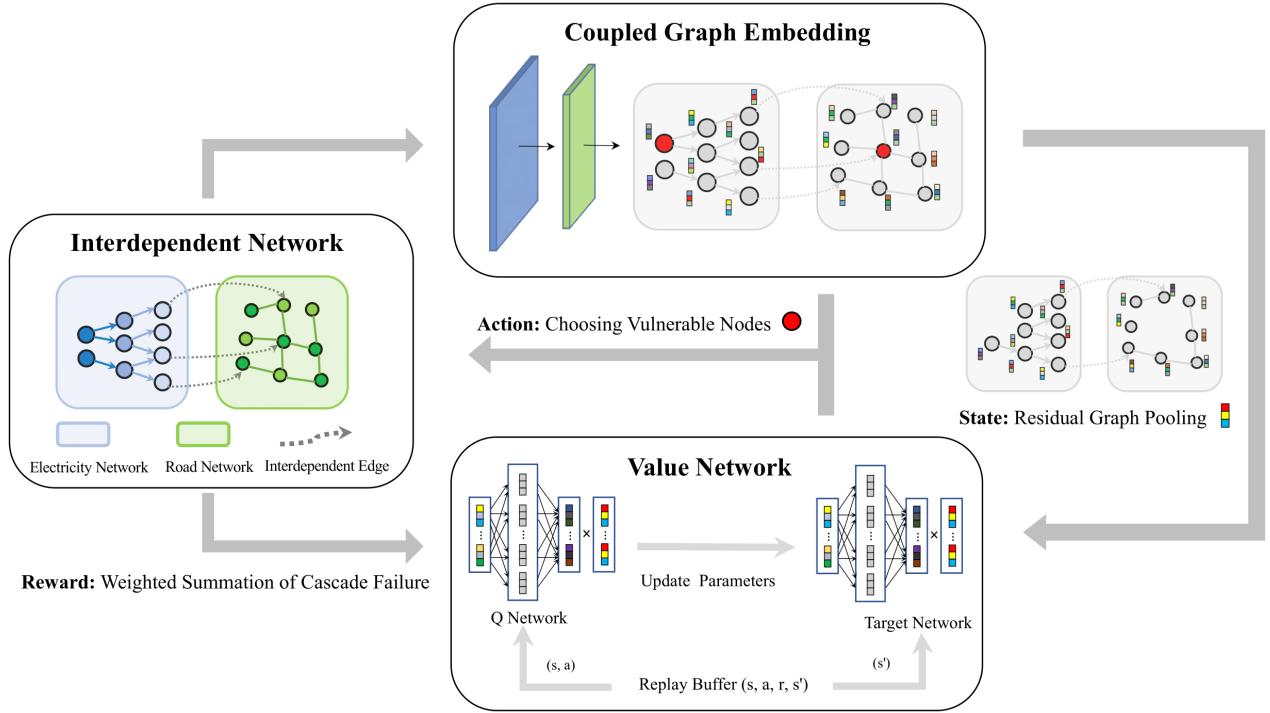 Coupled Graph Embedding
Interdependent Network
Electricity Network
Road Network
Interdependent Edge
Action: Choosing Vulnerable Nodes
State: Residual Graph Pooling
Reward: Weighted Summation of Cascade Failure
Value Network
×
×
Update Parameters
Q Network
Target Network
(s, a)
(s')
Replay Buffer (s, a, r, s')